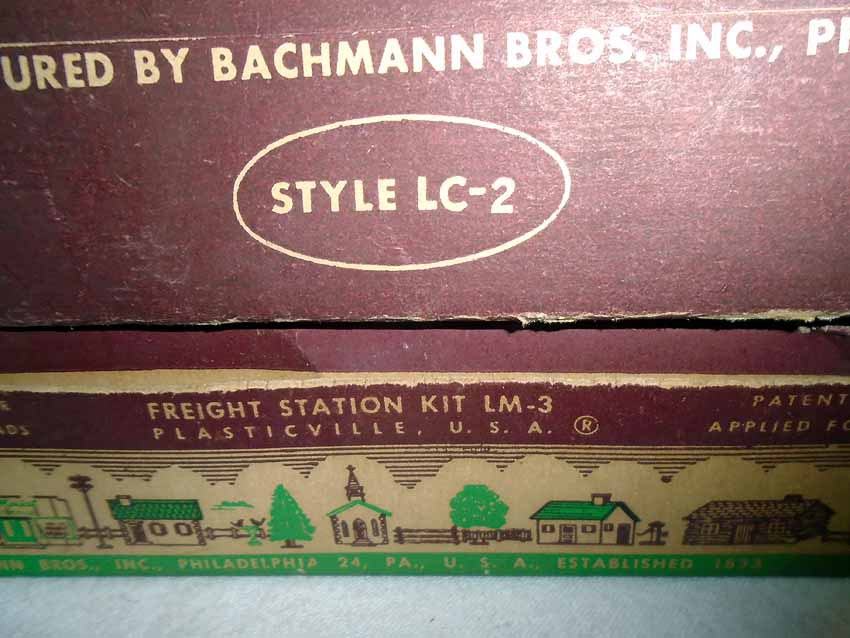 URED BY BACHMANN BROS. INC., P
STYLE LC-2
FREIGHT STATION KIT LM-3
PLASTICVILLE, U. S. A. ®
PATENT
APPLIED FO
NN BROS., INC., PHILADELPHIA 24, PA., U. S. A., ESTABLISHED